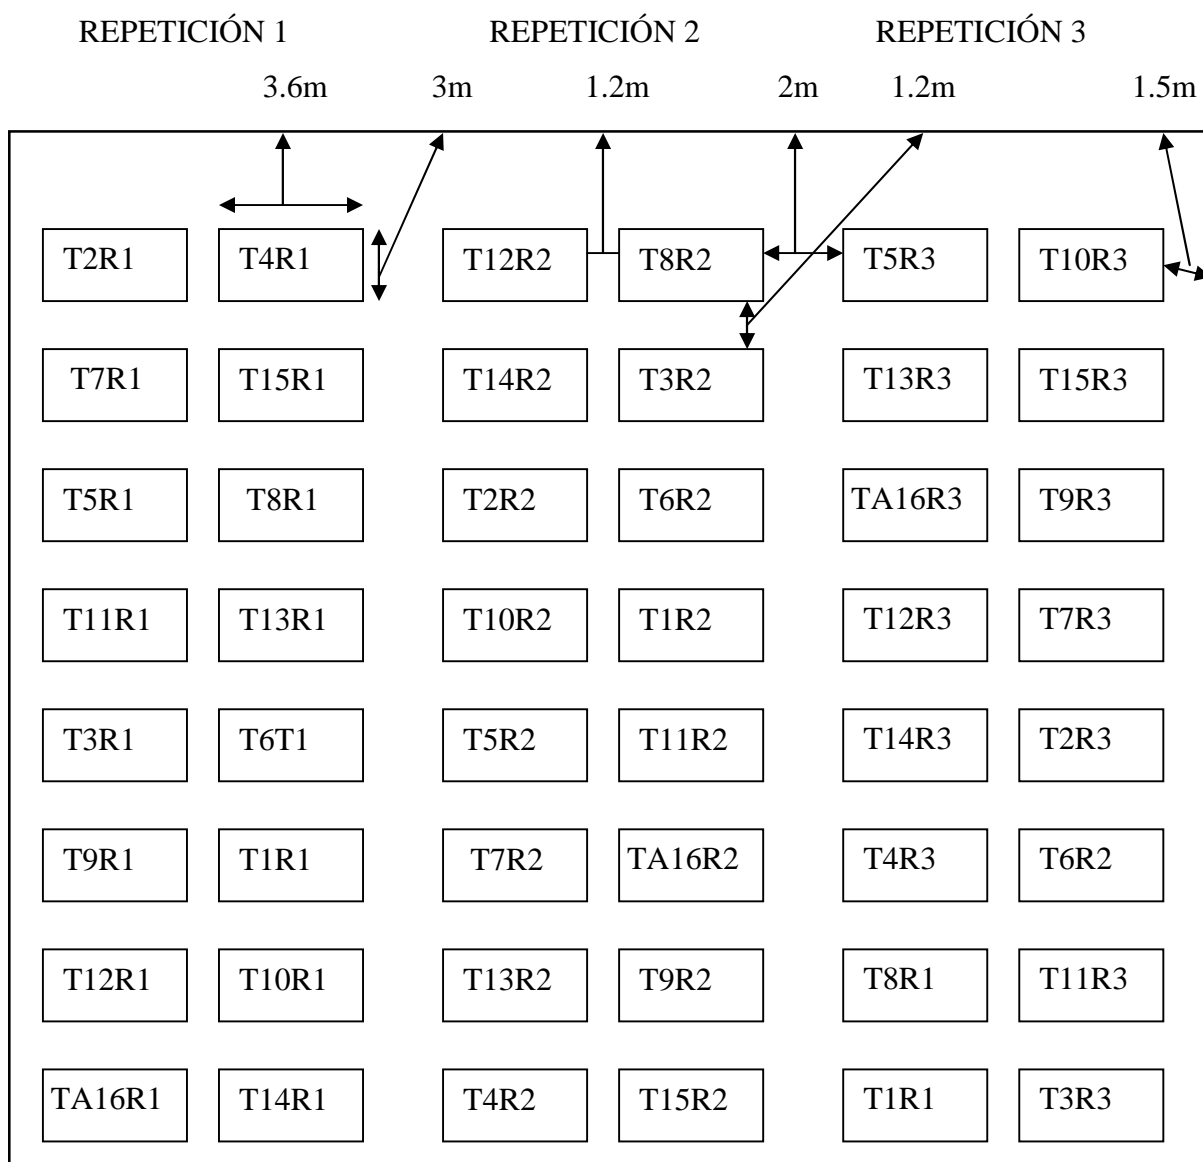 REPETICIÓN 1 REPETICIÓN 2 REPETICIÓN 3
3.6m 3m 1.2m 2m 1.2m 1.5m
T2R1 T4R1 T12R2 T8R2 T5R3 T10R3
T7R1 T15R1 T14R2 T3R2 T13R3 T15R3
T5R1 T8R1 T2R2 T6R2 TA16R3 T9R3
T11R1 T13R1 T10R2 T1R2 T12R3 T7R3
T3R1 T6T1 T5R2 T11R2 T14R3 T2R3
T9R1 T1R1 T7R2 TA16R2 T4R3 T6R2
T12R1 T10R1 T13R2 T9R2 T8R1 T11R3
TA16R1 T14R1 T4R2 T15R2 T1R1 T3R3